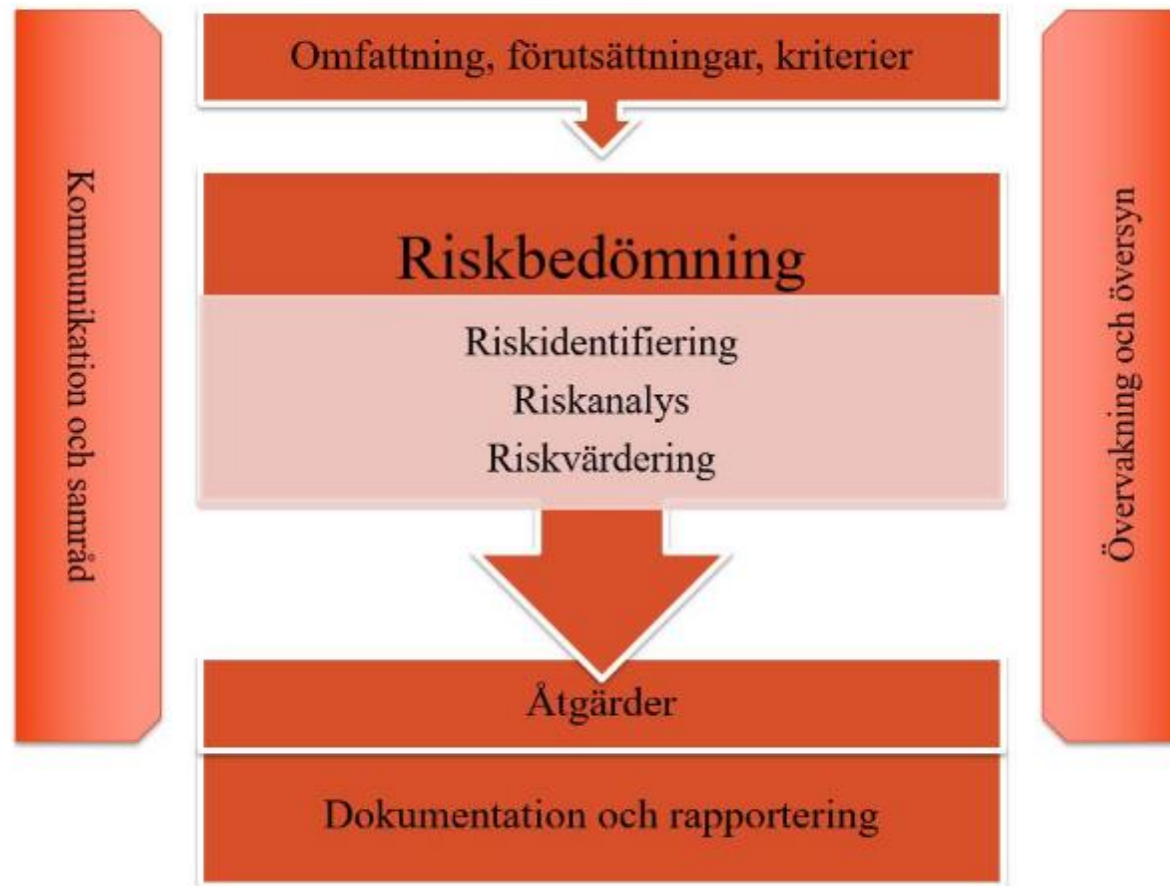 Omfattning, förutsättningar, kriterier
Kommunikation och samråd
Riskbedömning
Riskidentifiering
Riskanalys
Riskvärdering
Övervakning och översyn
Åtgärder
Dokumentation och rapportering